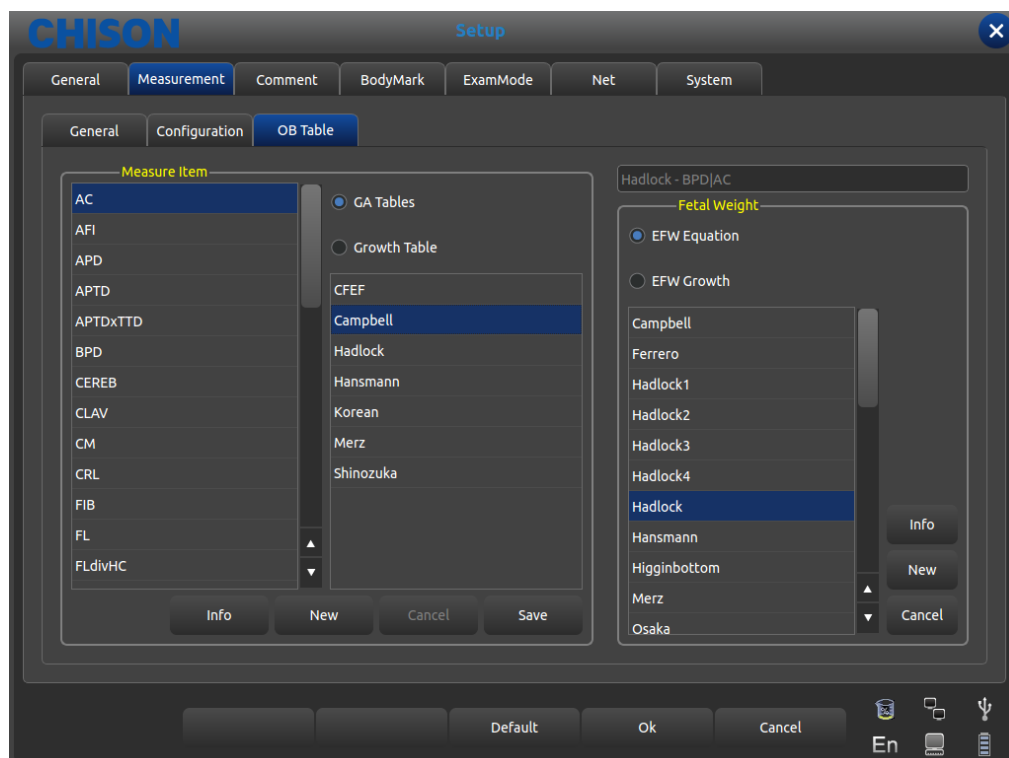 CHISON
Setup
General Measurement Comment BodyMark ExamMode Net System
General Configuration OB Table
Measure Item
AC
AFI
APD
APTD
APTDxTTD
BPD
CEREB
CLAV
CM
CRL
FIB
FL
FLdivHC
GA Tables
Growth Table
CFEF
Campbell
Hadlock
Hansmann
Korean
Merz
Shinozuka
Info New Cancel Save
Hadlock - BPD|AC
Fetal Weight
EFW Equation
EFW Growth
Campbell
Ferrero
Hadlock1
Hadlock2
Hadlock3
Hadlock4
Hadlock
Hansmann
Higginbottom
Merz
Osaka
Info
New
Cancel
Default Ok Cancel
En